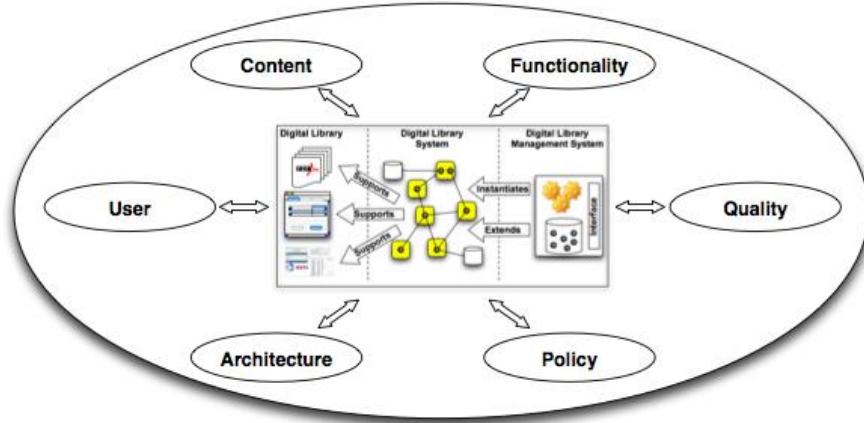 Content
Functionality
Digital Library
Digital Library
System
Digital Library
Management System
Supports
Instantiates
User
Supports
Interface
Quality
Supports
Extends
Architecture
Policy